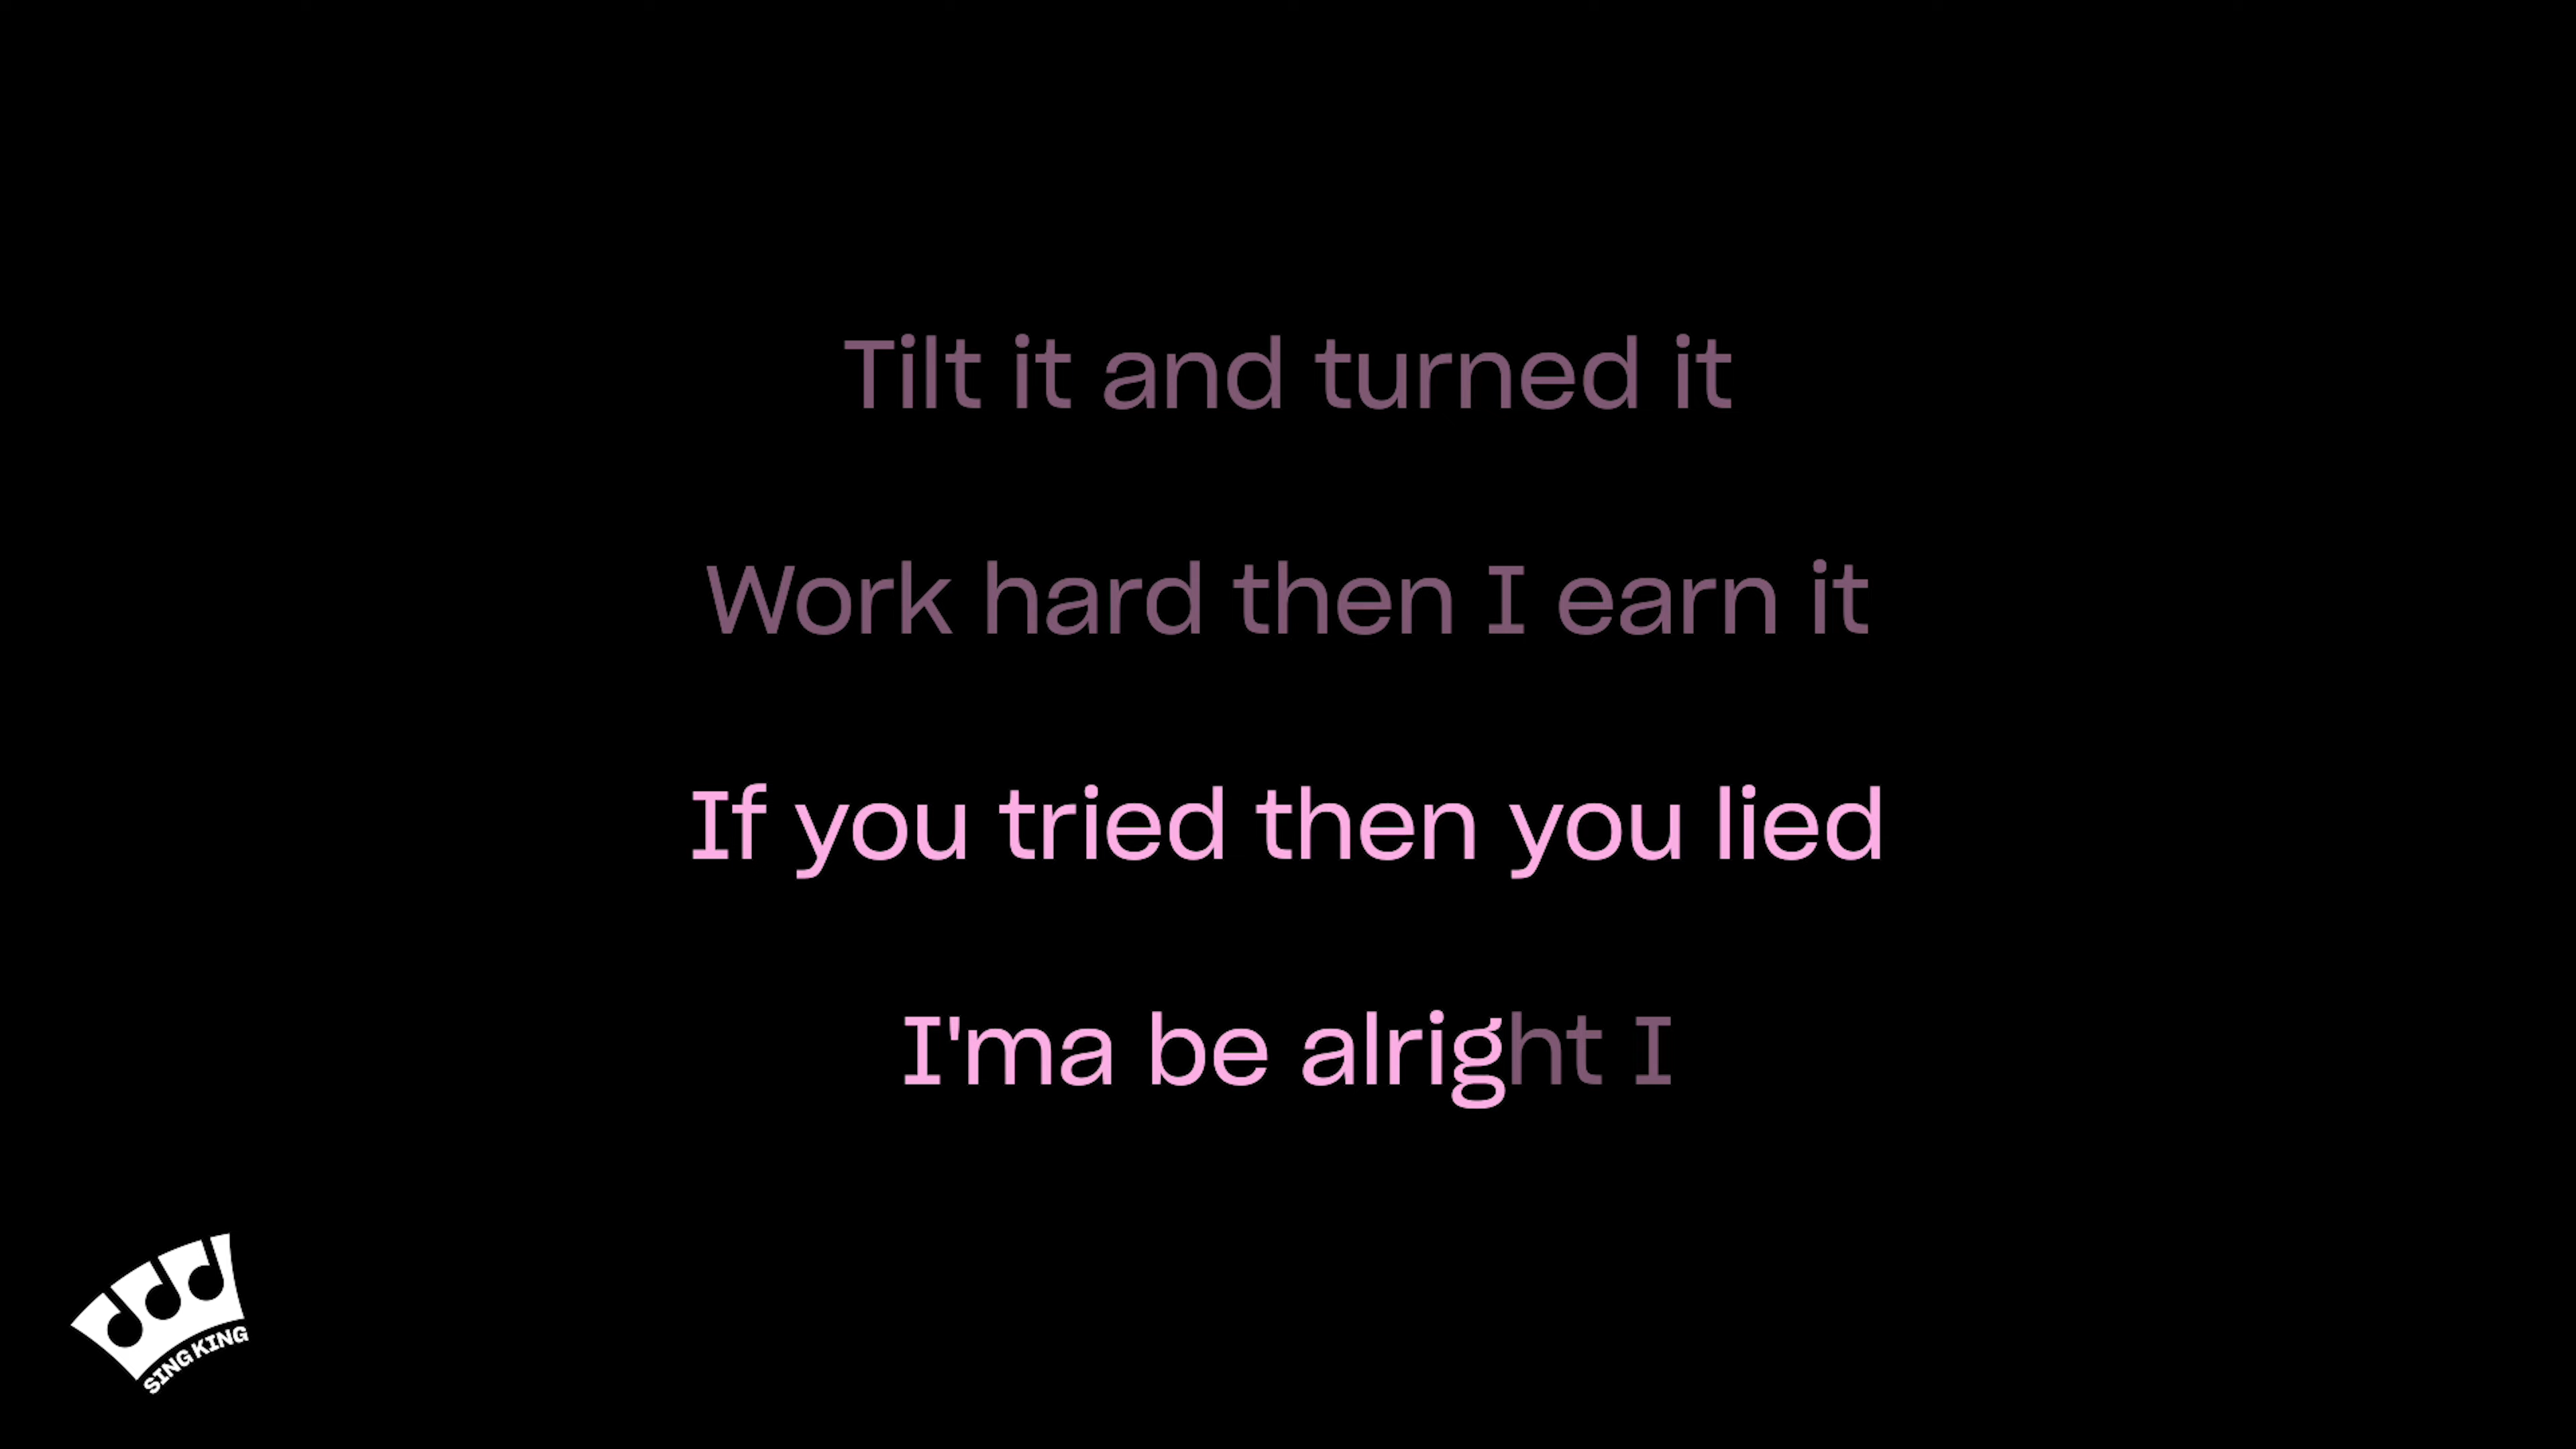 Tilt it and turned it
Work hard then I earn it
If you tried then you lied
I'ma be alright I
SING KING